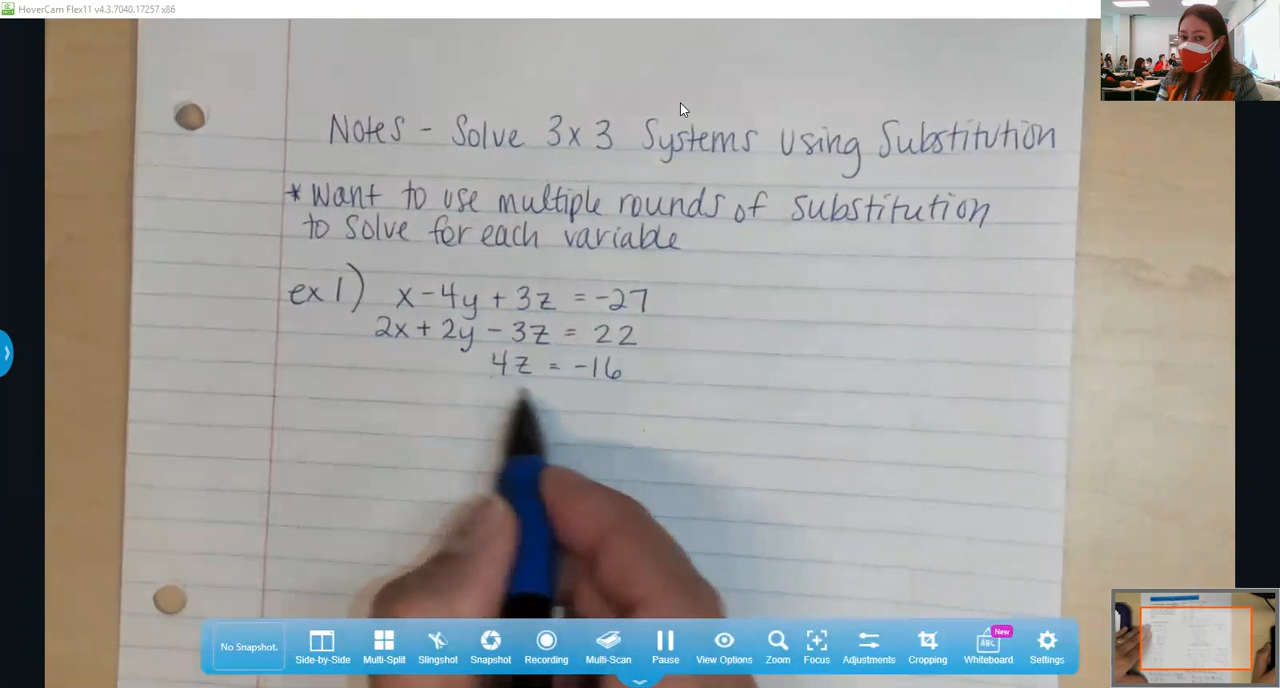 HoverCam Flex11 v4.3.7040.17257 x86
Notes - Solve 3x3 Systems Using Substitution
* Want to use multiple rounds of substitution
to solve for each variable
ex 1) x - 4y + 3z = -27
2x + 2y - 3z = 22
4z = -16
No Snapshot.
Side-by-Side
Multi-Split
Slingshot
Snapshot
Recording
Multi-Scan
Pause
View Options
Zoom
Focus
Adjustments
Cropping
ABC
New
Whiteboard
Settings